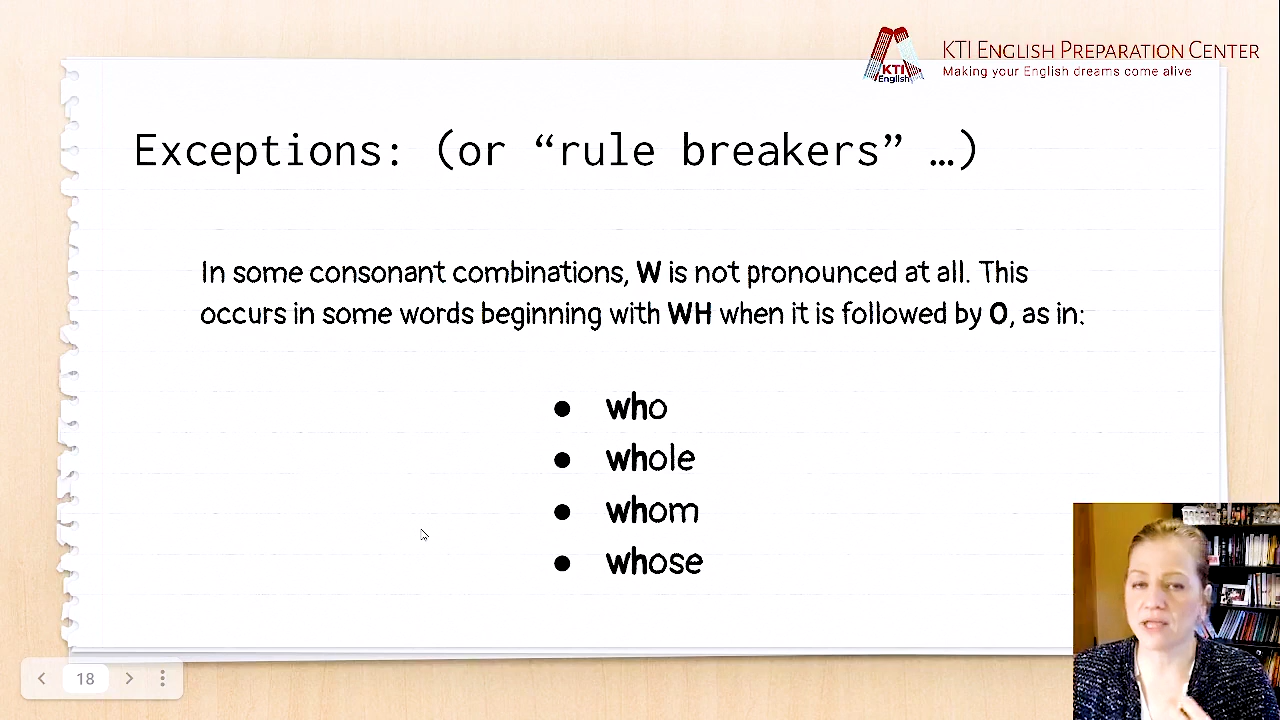 KTI ENGLISH PREPARATION CENTER
Making your English dreams come alive
KTI
English
Exceptions: (or “rule breakers” …)
In some consonant combinations, W is not pronounced at all. This
occurs in some words beginning with WH when it is followed by O, as in:
● who
● whole
● whom
● whose
18